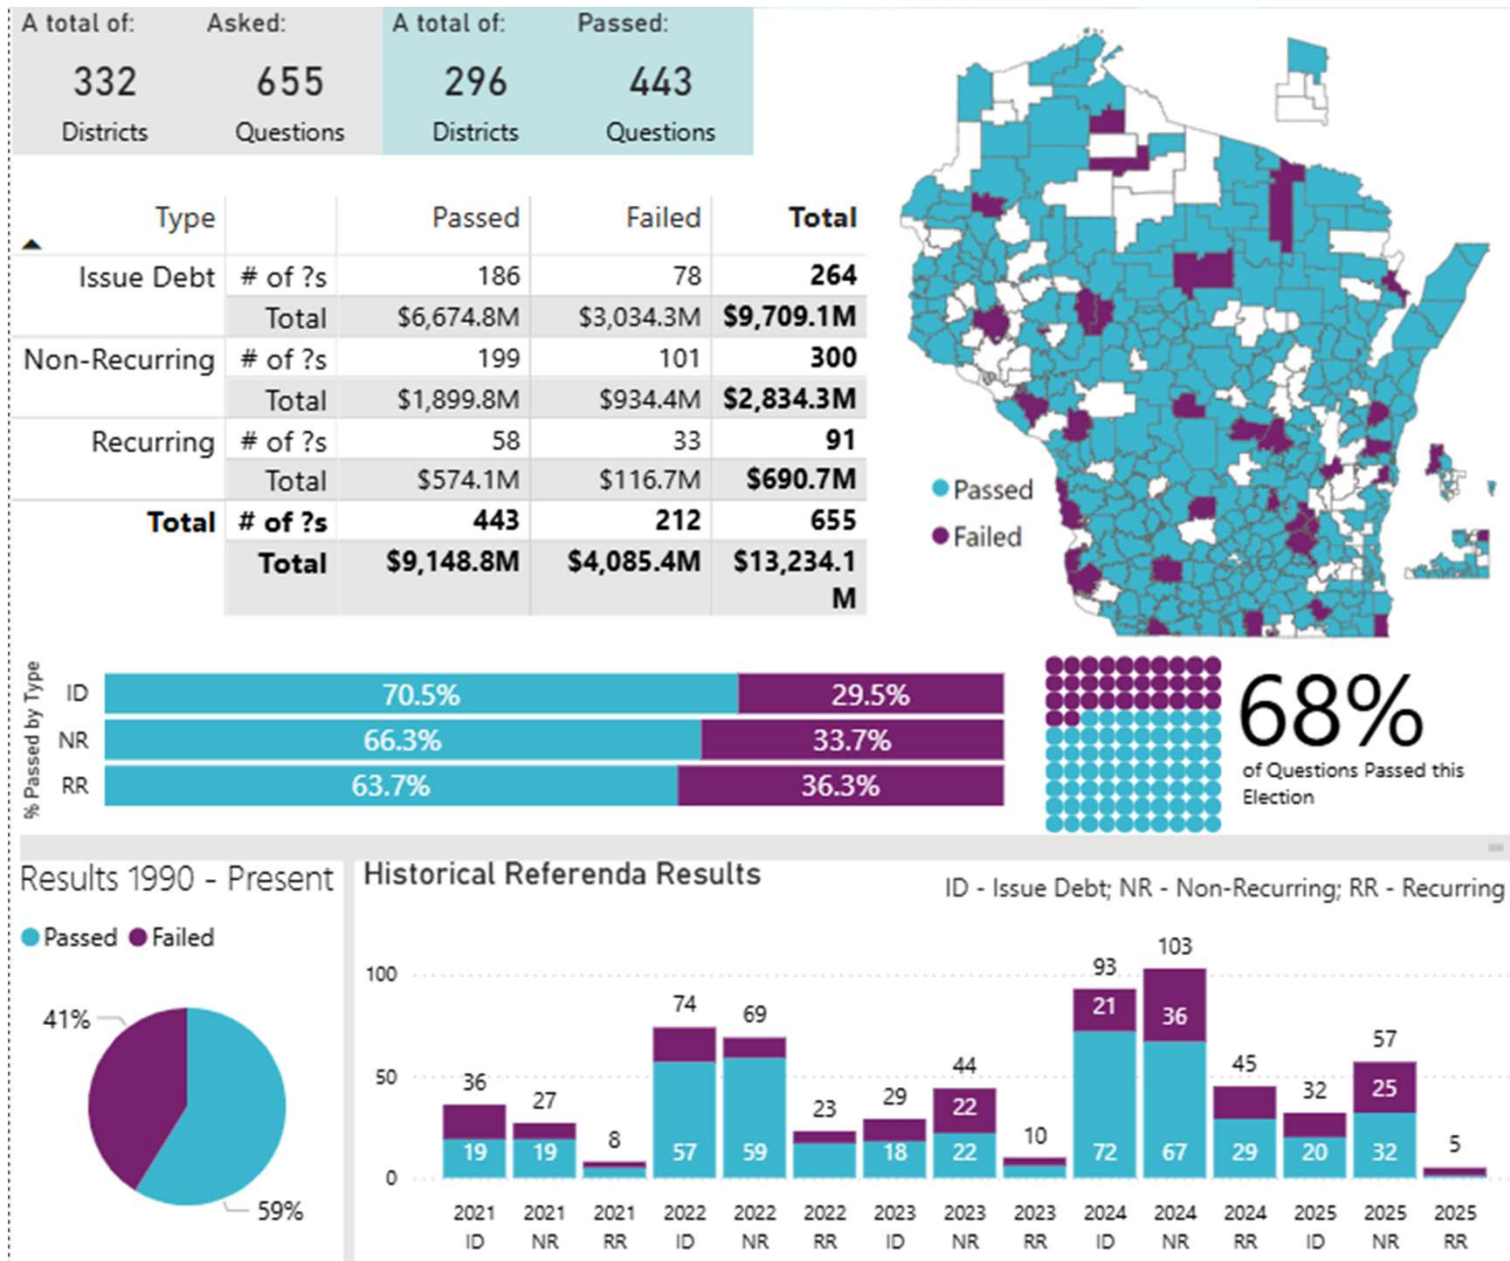 A total of: Asked: A total of: Passed:
332 655 296 443
Districts Questions Districts Questions
Type Passed Failed Total
Issue Debt # of ?s 186 78 264
Total $6,674.8M $3,034.3M $9,709.1M
Non-Recurring # of ?s 199 101 300
Total $1,899.8M $934.4M $2,834.3M
Recurring # of ?s 58 33 91
Total $574.1M $116.7M $690.7M
Total # of ?s 443 212 655
Total $9,148.8M $4,085.4M $13,234.1
M
Passed
Failed
% Passed by Type
ID 70.5% 29.5%
NR 66.3% 33.7%
RR 63.7% 36.3%
68%
of Questions Passed this
Election
Results 1990 - Present
Passed Failed
41%
59%
Historical Referenda Results
ID - Issue Debt; NR - Non-Recurring; RR - Recurring
100
50
0
36 27 8 74 69 23 29 44 10 93 103 45 32 57 5
21 36 22 25
19 19 57 59 18 22 72 67 29 20 32
2021 2021 2021 2022 2022 2022 2023 2023 2023 2024 2024 2024 2025 2025 2025
ID NR RR ID NR RR ID NR RR ID NR RR ID NR RR